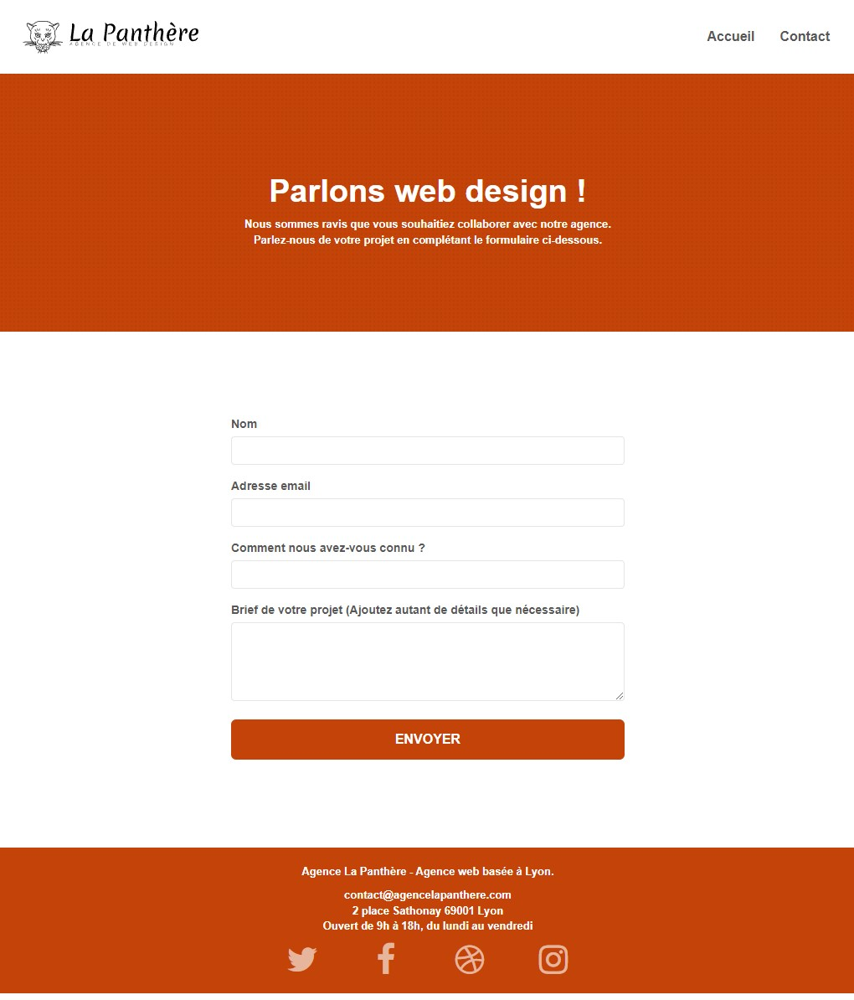 La Panthère
AGENCE DE WEB DESIGN
Accueil
Contact
Parlons web design !
Nous sommes ravis que vous souhaitiez collaborer avec notre agence.
Parlez-nous de votre projet en complétant le formulaire ci-dessous.
Nom
Adresse email
Comment nous avez-vous connu ?
Brief de votre projet (Ajoutez autant de détails que nécessaire)
ENVOYER
Agence La Panthère - Agence web basée à Lyon.
contact@agencelapanthere.com
2 place Sathonay 69001 Lyon
Ouvert de 9h à 18h, du lundi au vendredi